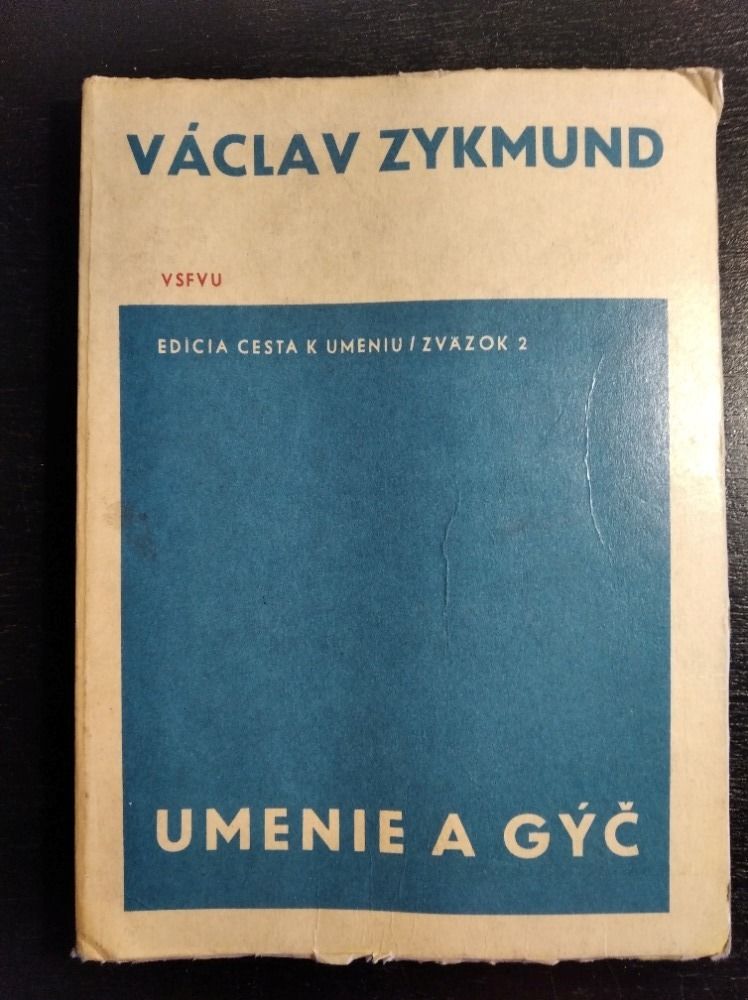 VÁCLAV ZYKMUND
VSFVU
EDÍCIA CESTA K UMENIU / ZVÄZOK 2
UMENIE A GÝČ